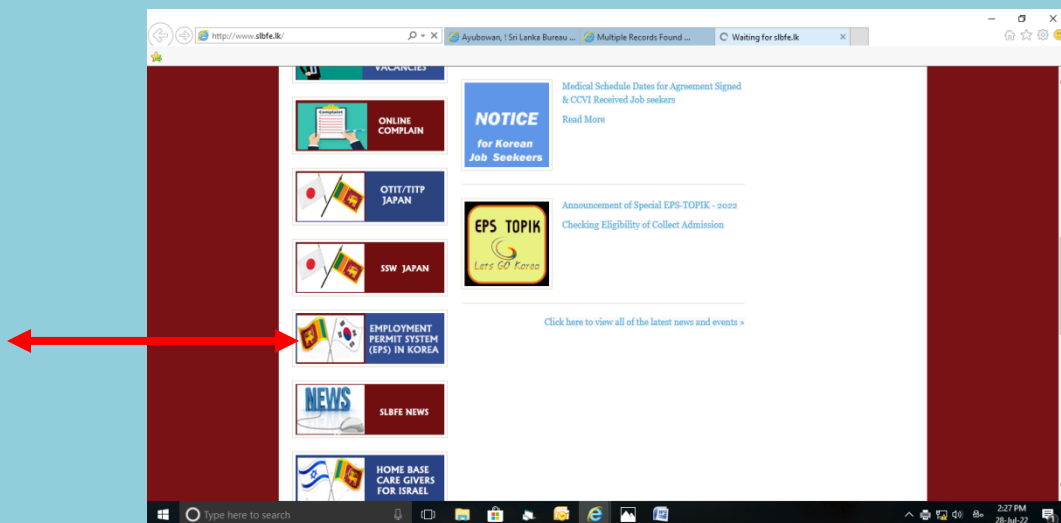 http://www.slbfe.lk/
Ayubowan, ! Sri Lanka Bureau ...
Multiple Records Found ...
Waiting for slbfe.lk
VACANCIES
Complaint
ONLINE
COMPLAIN
OTIT/TITP
JAPAN
SSW JAPAN
EMPLOYMENT
PERMIT SYSTEM
(EPS) IN KOREA
NEWS
SLBFE NEWS
HOME BASE
CARE GIVERS
FOR ISRAEL
NOTICE
for Korean
Job Seekeers
Medical Schedule Dates for Agreement Signed
& CCVI Received Job seekers
Read More
EPS TOPIK
Lets GO Korea
Announcement of Special EPS-TOPIK - 2022
Checking Eligibility of Collect Admission
Click here to view all of the latest news and events »
Type here to search
2:27 PM
28-Jul-22